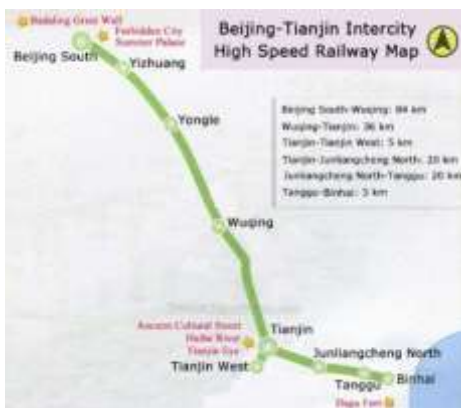 Beijing-Tianjin Intercity
High Speed Railway Map
Badaling Great Wall
Forbidden City
Summer Palace
Beijing South
Yizhuang
Yongle
Beijing South-Wuqing: 84 km
Wuqing-Tianjin: 36 km
Tianjin-Tianjin West: 5 km
Tianjin-Junliangcheng North: 20 km
Junliangcheng North-Tanggu: 20 km
Tanggu-Binhai: 3 km
Wuqing
Ancient Cultural Street
Haihe River
Tianjin Eye
Tianjin
Tianjin West
Junliangcheng North
Tanggu
Binhai
Dagu Fort